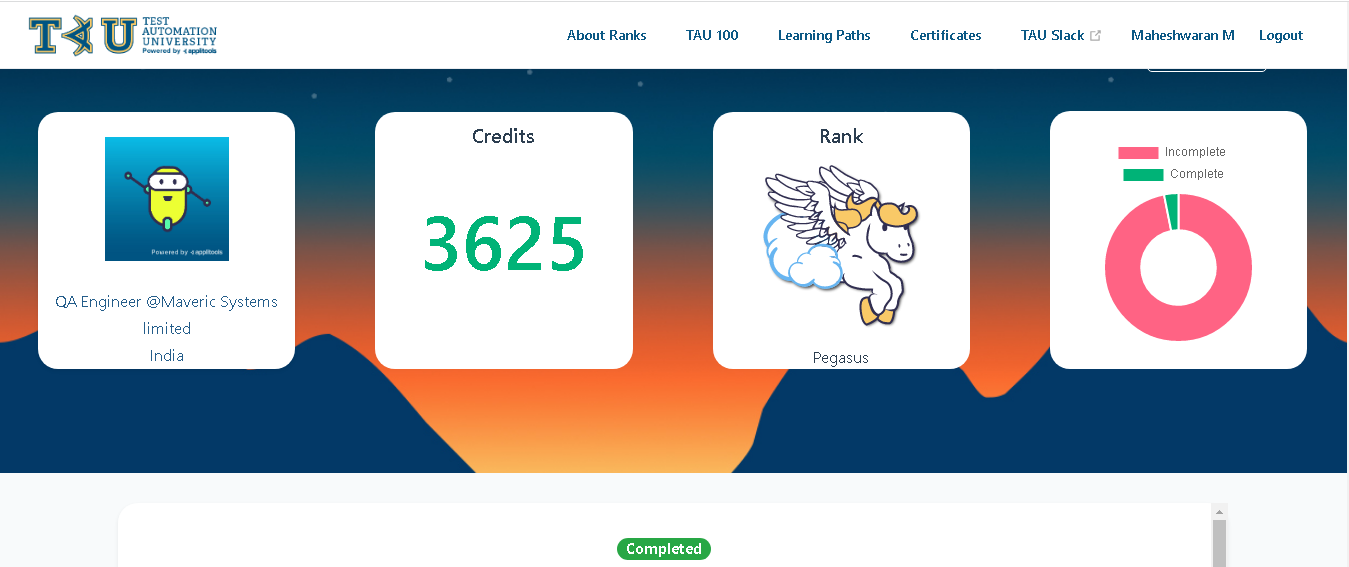 TAU TEST
AUTOMATION
UNIVERSITY
Powered by applitools
About Ranks
TAU 100
Learning Paths
Certificates
TAU Slack
Maheshwaran M
Logout
Powered by applitools
QA Engineer @Maveric Systems
limited
India
Credits
3625
Rank
Pegasus
Incomplete
Complete
Completed